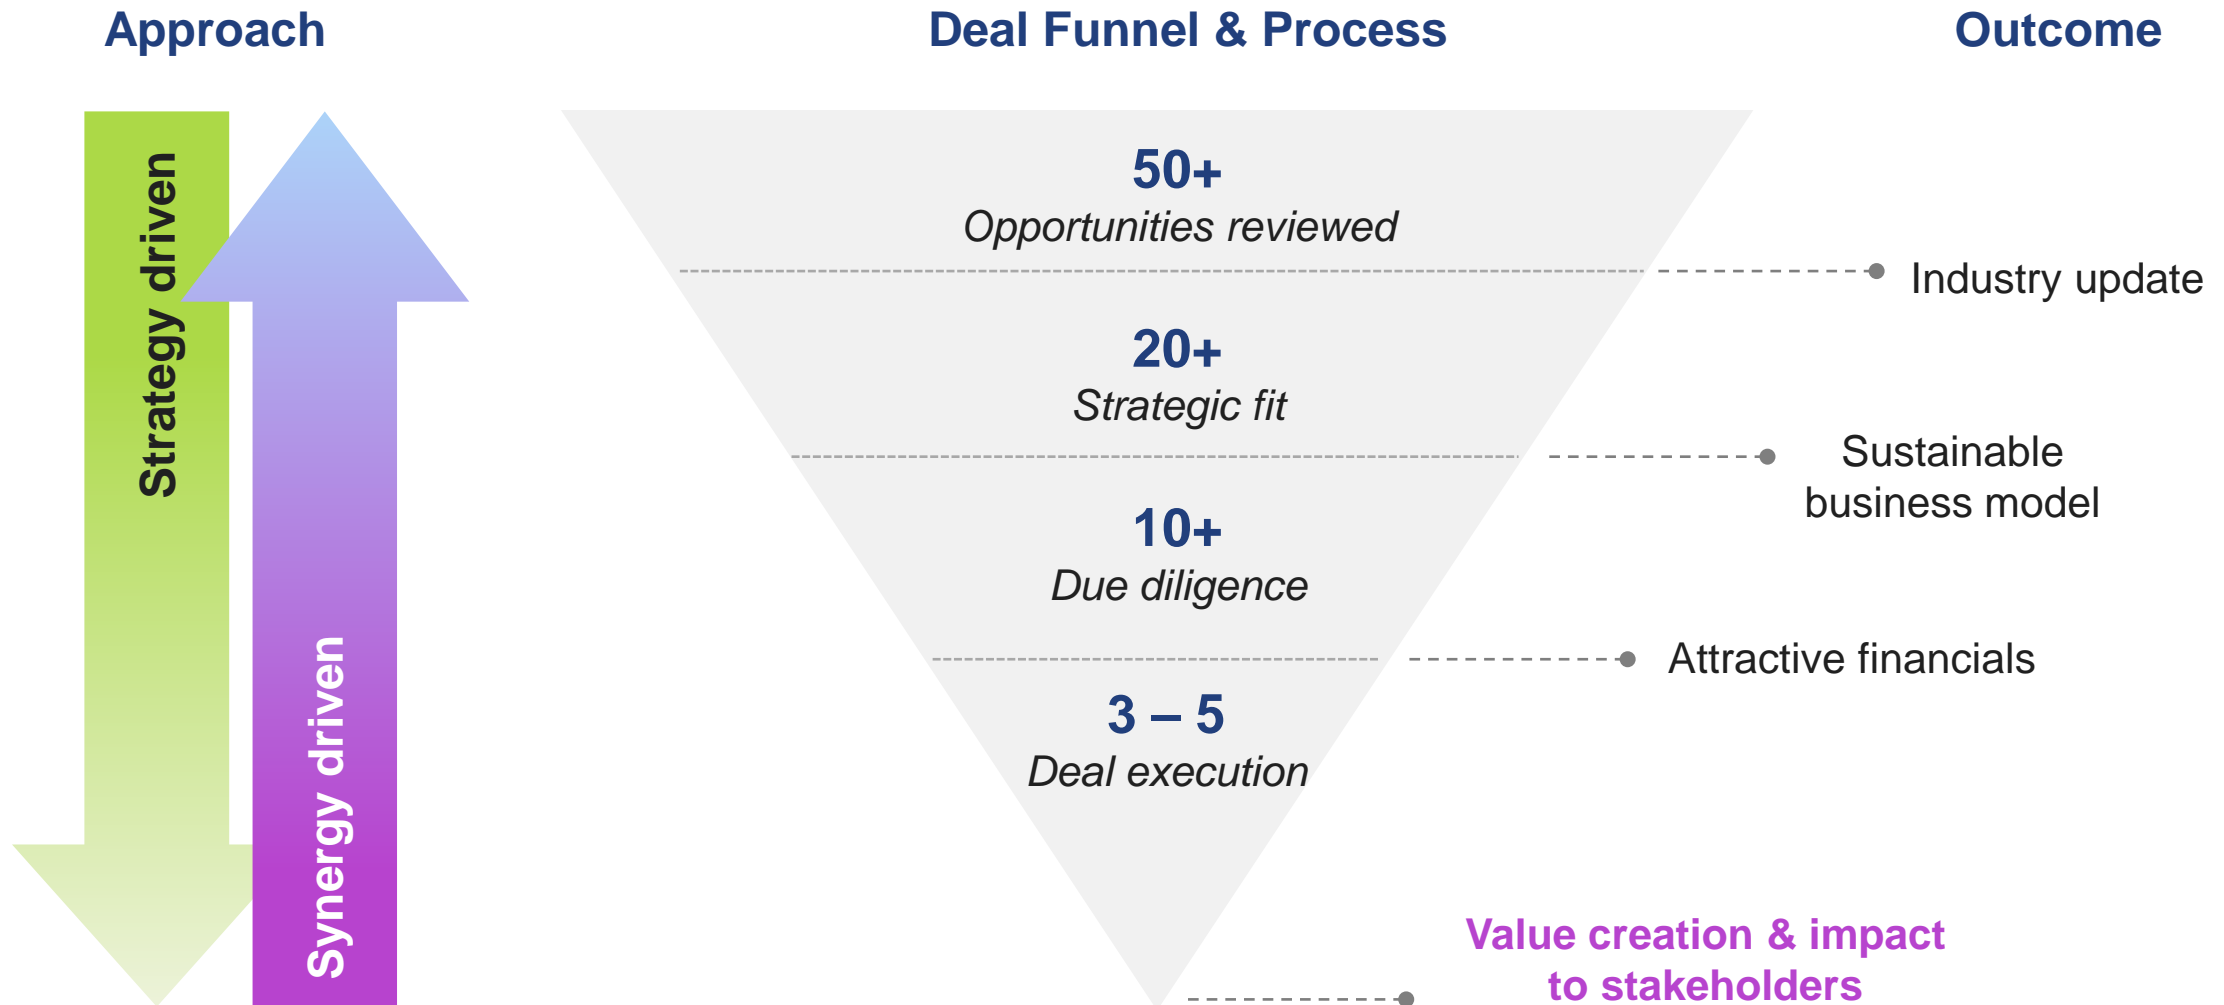 Approach
Deal Funnel & Process
Outcome
Strategy driven
Synergy driven
50+
Opportunities reviewed
Industry update
20+
Strategic fit
Sustainable
business model
10+
Due diligence
Attractive financials
3 – 5
Deal execution
Value creation & impact
to stakeholders